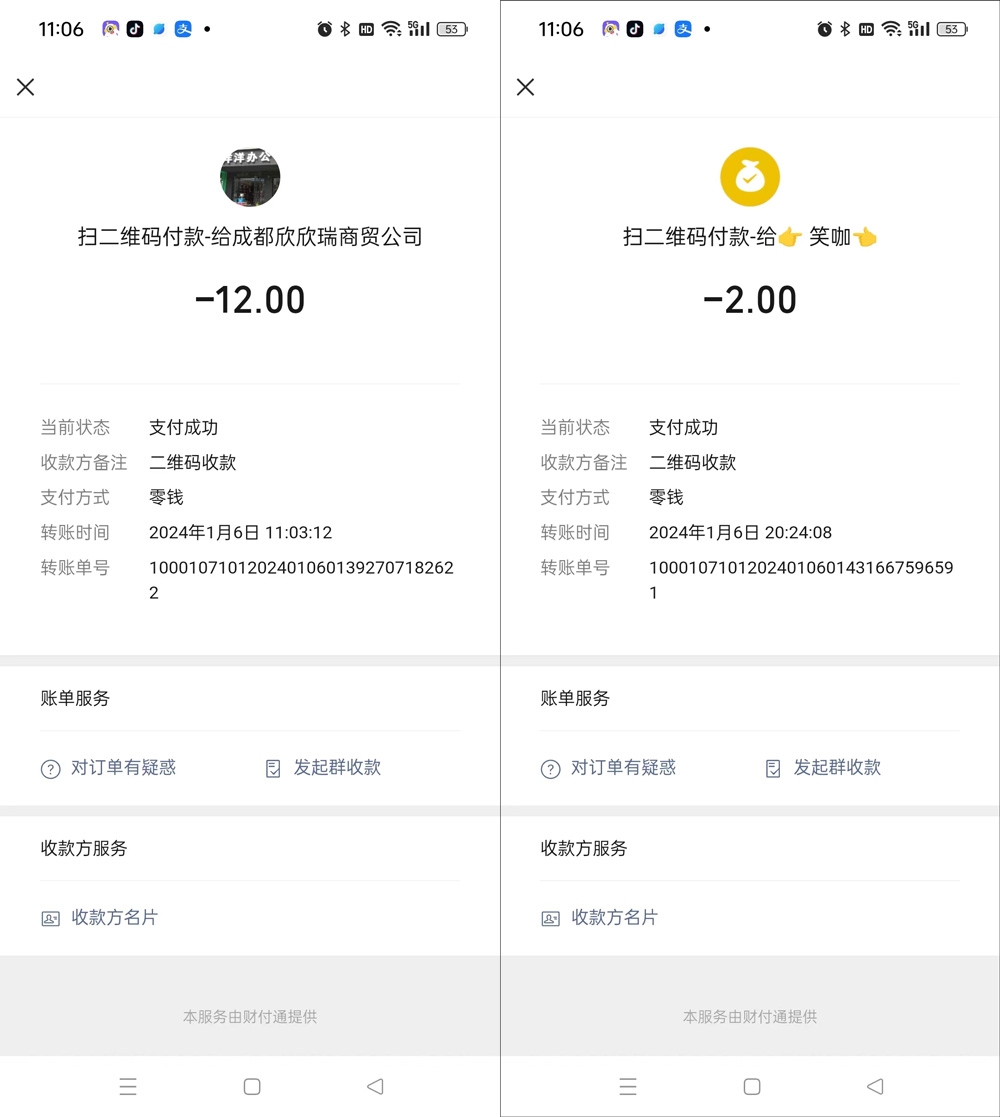 11:06
HD
5G
53
洋洋办公
扫二维码付款-给成都欣欣瑞商贸公司
-12.00
当前状态 支付成功
收款方备注 二维码收款
支付方式 零钱
转账时间 2024年1月6日 11:03:12
转账单号 100010710120240106013927071826​2
2
账单服务
对订单有疑惑 发起群收款
收款方服务
收款方名片
本服务由财付通提供
11:06
HD
5G
53
扫二维码付款-给👉 笑咖👈
-2.00
当前状态 支付成功
收款方备注 二维码收款
支付方式 零钱
转账时间 2024年1月6日 20:24:08
转账单号 1000107101202401060143166759659
1
账单服务
对订单有疑惑 发起群收款
收款方服务
收款方名片
本服务由财付通提供